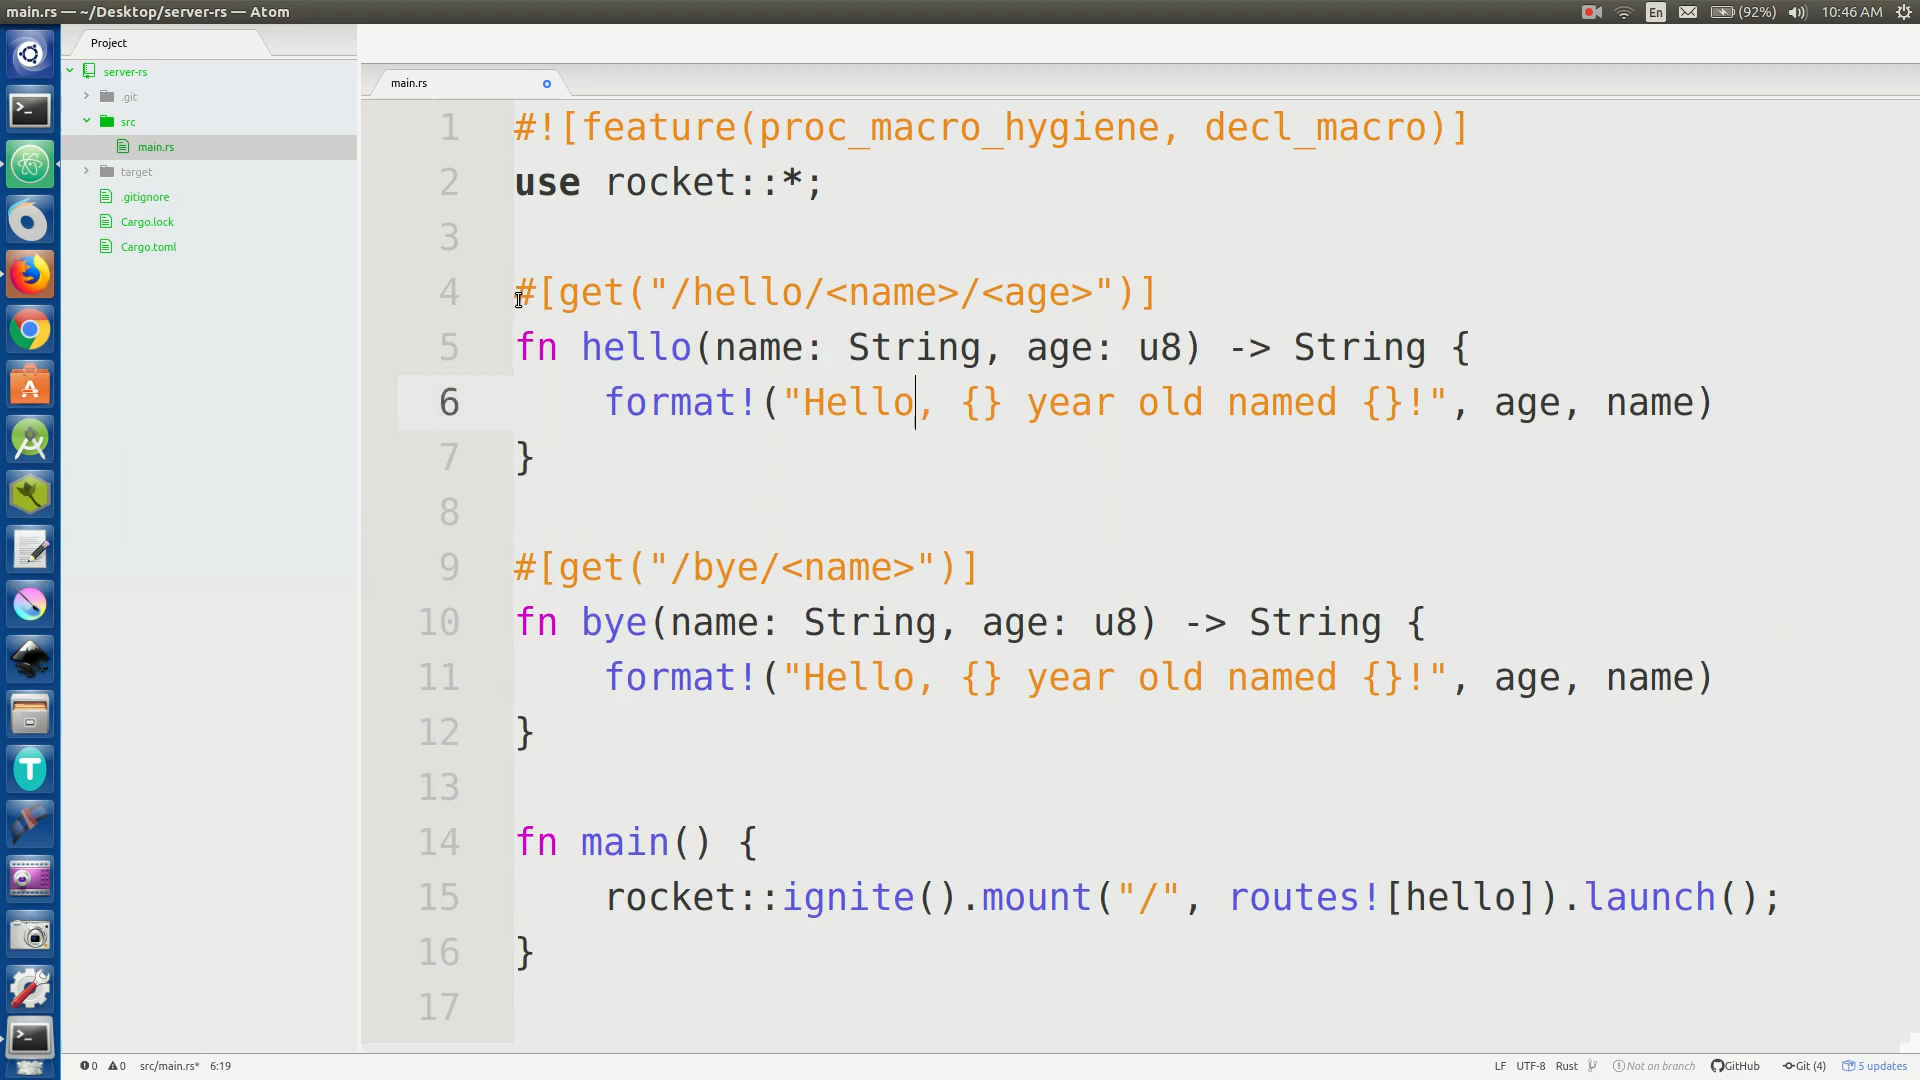 main.rs — ~/Desktop/server-rs — Atom
En
(92%)
10:46 AM
Project
server-rs
.git
src
main.rs
target
.gitignore
Cargo.lock
Cargo.toml
main.rs
1 #![feature(proc_macro_hygiene, decl_macro)]
2 use rocket::*;
3
4 #[get("/hello/<name>/<age>")]
5 fn hello(name: String, age: u8) -> String {
6 format!("Hello, {} year old named {}!", age, name)
7 }
8
9 #[get("/bye/<name>")]
10 fn bye(name: String, age: u8) -> String {
11 format!("Hello, {} year old named {}!", age, name)
12 }
13
14 fn main() {
15 rocket::ignite().mount("/", routes![hello]).launch();
16 }
17
0 0 src/main.rs* 6:19
LF UTF-8 Rust Not on branch GitHub Git (4) 5 updates